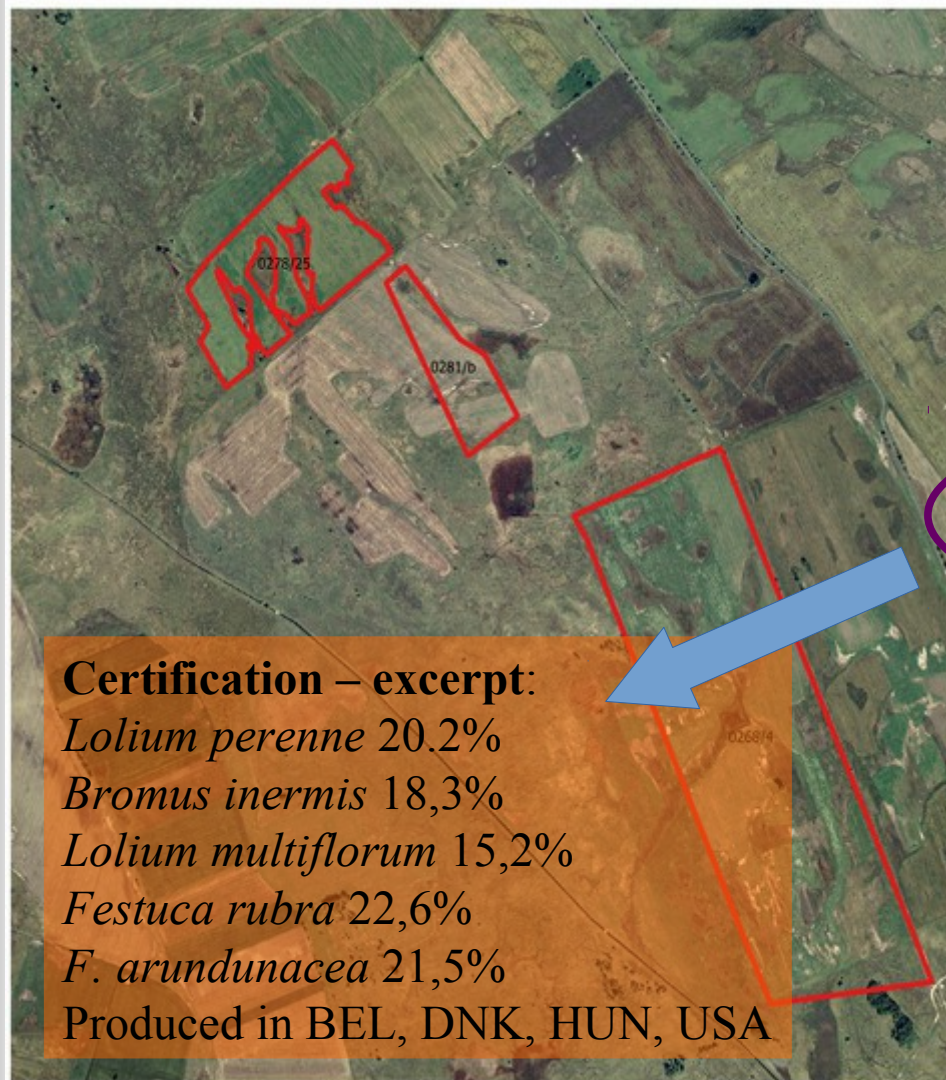 0278/25
0281/b
0268/4
Certification – excerpt:
Lolium perenne 20.2%
Bromus inermis 18,3%
Lolium multiflorum 15,2%
Festuca rubra 22,6%
F. arundunacea 21,5%
Produced in BEL, DNK, HUN, USA